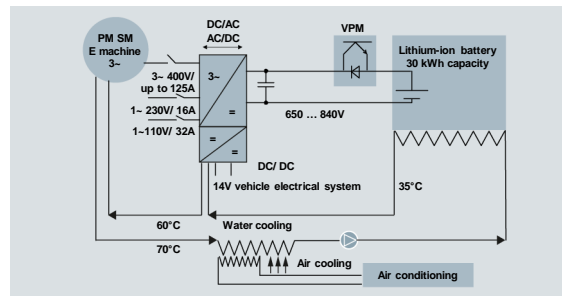 DC/AC
AC/DC
VPM
PM SM
E machine
3~
Lithium-ion battery
30 kWh capacity
3~ 400V/
up to 125A
3~
1~ 230V/ 16A
=
650 ... 840V
1~110V/ 32A
=
=
DC/ DC
14V vehicle electrical system
35°C
60°C
Water cooling
70°C
Air cooling
Air conditioning